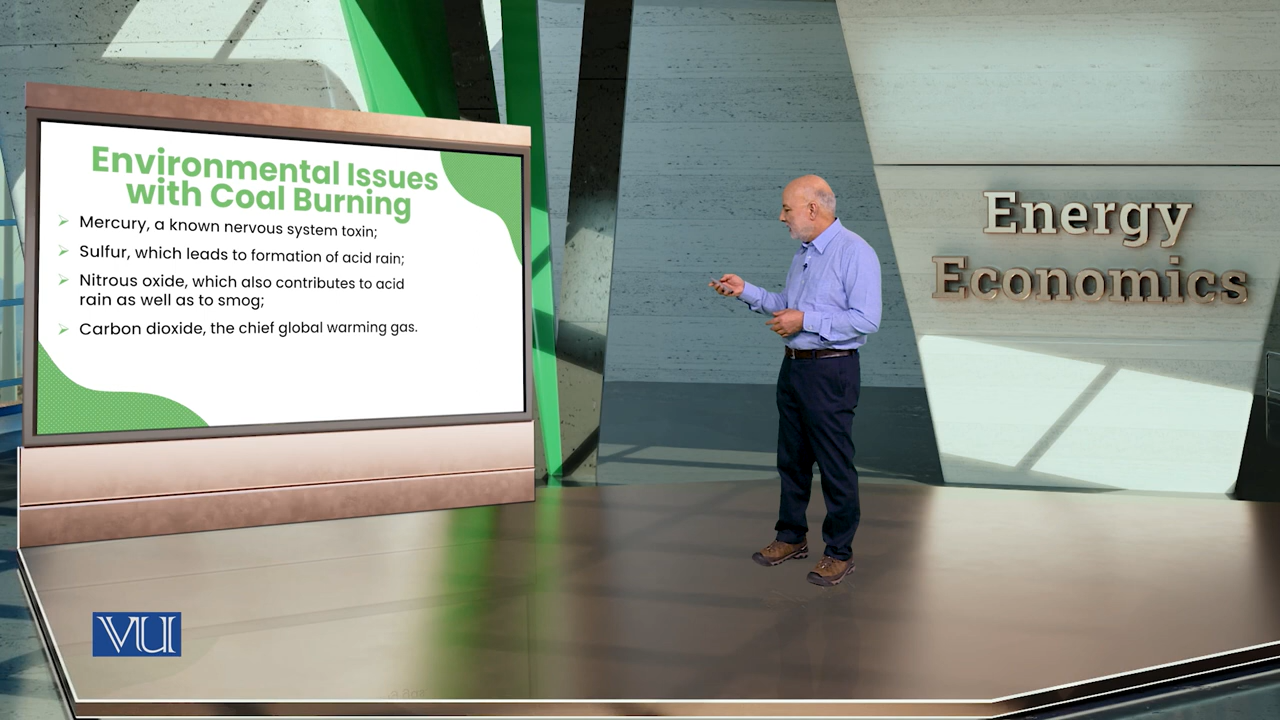 Environmental Issues
with Coal Burning
Mercury, a known nervous system toxin;
Sulfur, which leads to formation of acid rain;
Nitrous oxide, which also contributes to acid
rain as well as to smog;
Carbon dioxide, the chief global warming gas.
Energy
Economics
VU